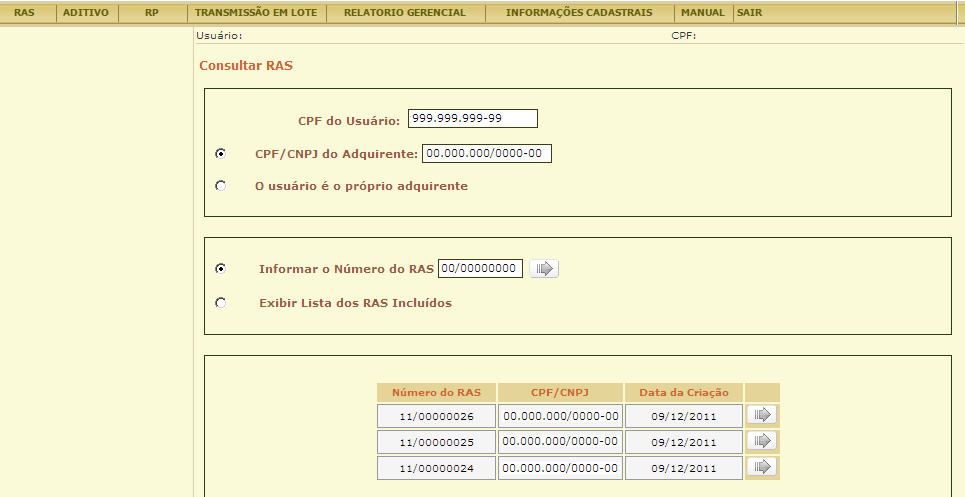 RAS ADITIVO RP TRANSMISSÃO EM LOTE RELATORIO GERENCIAL INFORMAÇÕES CADASTRAIS MANUAL SAIR
Usuário: CPF:
Consultar RAS
CPF do Usuário: 999.999.999-99
CPF/CNPJ do Adquirente: 00.000.000/0000-00
O usuário é o próprio adquirente
Informar o Número do RAS 00/00000000
Exibir Lista dos RAS Incluídos
Número do RAS CPF/CNPJ Data da Criação
11/00000026 00.000.000/0000-00 09/12/2011
11/00000025 00.000.000/0000-00 09/12/2011
11/00000024 00.000.000/0000-00 09/12/2011